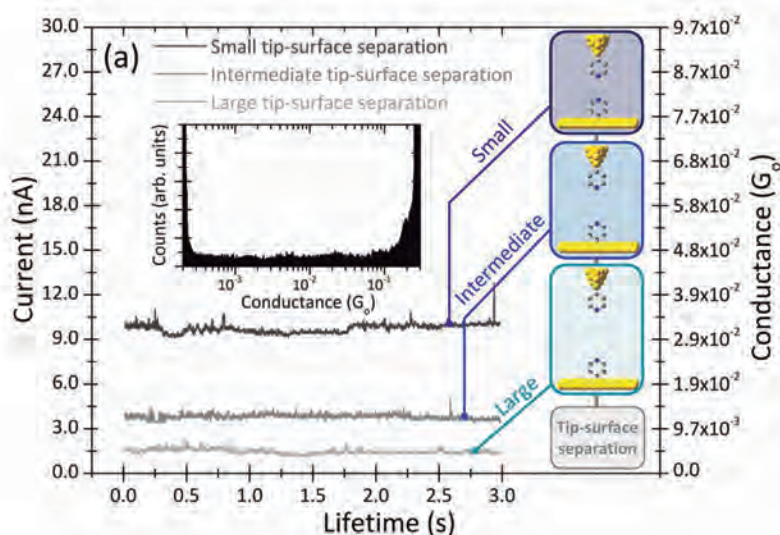 (a)
Small tip-surface separation
Intermediate tip-surface separation
Large tip-surface separation
Counts (arb. units)
10⁻³
10⁻²
10⁻¹
Conductance (Gₒ)
Small
Intermediate
Large
Tip-surface
separation
Current (nA)
30.0
27.0
24.0
21.0
18.0
15.0
12.0
9.0
6.0
3.0
0.0
Conductance (Gₒ)
9.7x10⁻²
8.7x10⁻²
7.7x10⁻²
6.8x10⁻²
5.8x10⁻²
4.8x10⁻²
3.9x10⁻²
2.9x10⁻²
1.9x10⁻²
9.7x10⁻³
0.0
0.0
0.5
1.0
1.5
2.0
2.5
3.0
Lifetime (s)